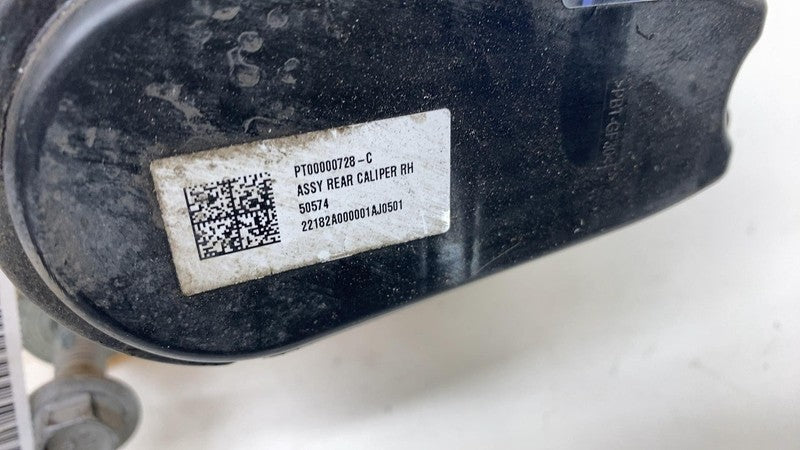 PT00000728-C
ASSY REAR CALIPER RH
50574
22182A000001AJ0501